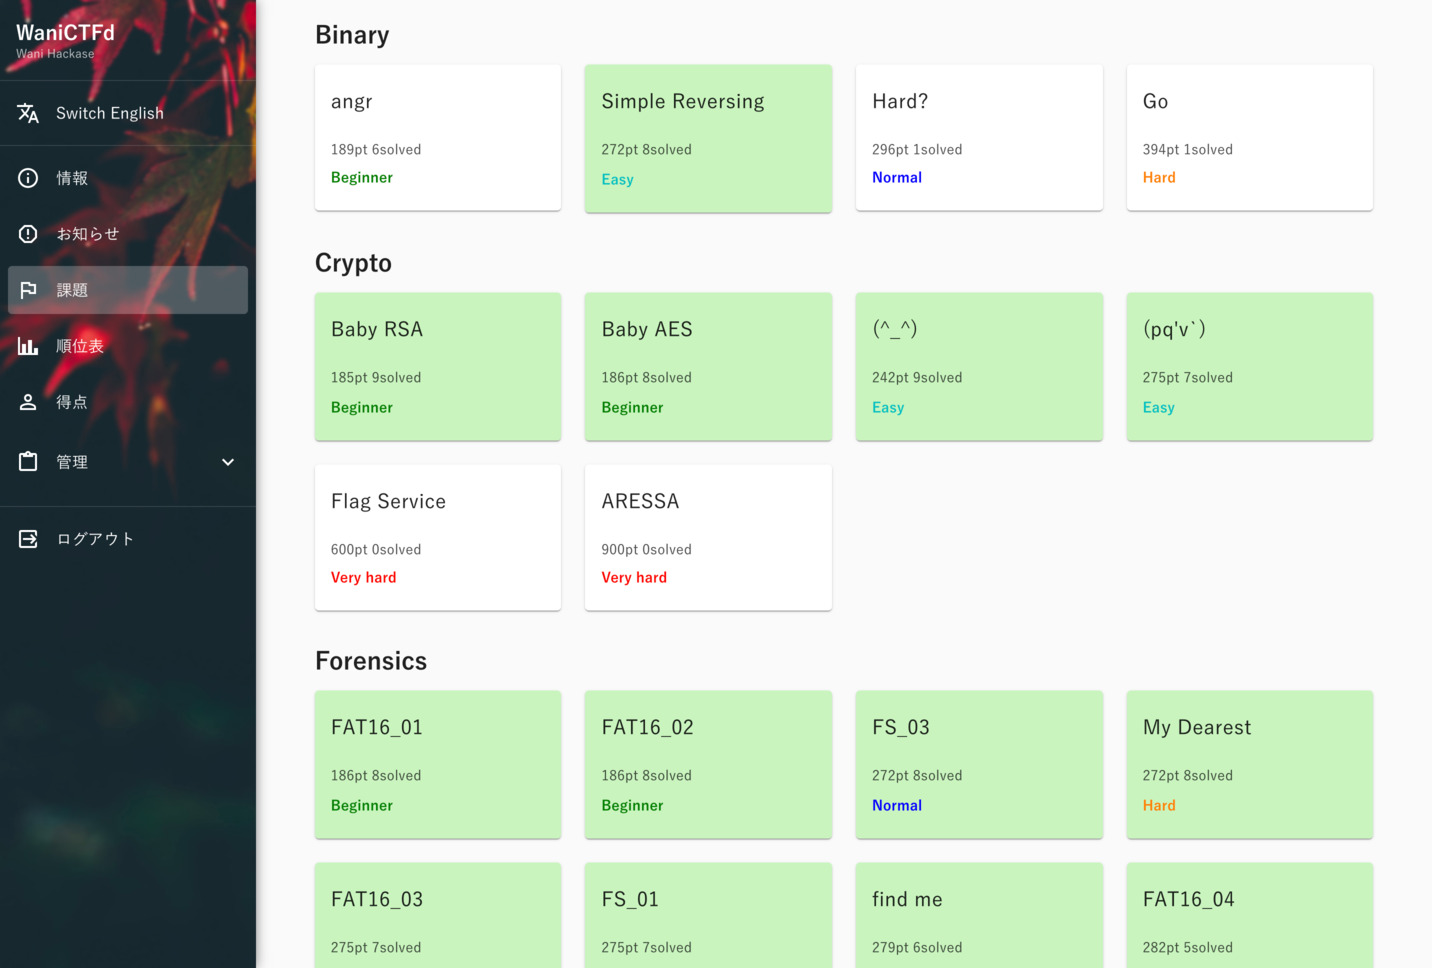 WaniCTFd
Wani Hackase
Switch English
情報
お知らせ
課題
順位表
得点
管理
ログアウト
Binary
angr
189pt 6solved
Beginner
Simple Reversing
272pt 8solved
Easy
Hard?
296pt 1solved
Normal
Go
394pt 1solved
Hard
Crypto
Baby RSA
185pt 9solved
Beginner
Baby AES
186pt 8solved
Beginner
(^_^)
242pt 9solved
Easy
(pq'v`)
275pt 7solved
Easy
Flag Service
600pt 0solved
Very hard
ARESSA
900pt 0solved
Very hard
Forensics
FAT16_01
186pt 8solved
Beginner
FAT16_02
186pt 8solved
Beginner
FS_03
272pt 8solved
Normal
My Dearest
272pt 8solved
Hard
FAT16_03
275pt 7solved
FS_01
275pt 7solved
find me
279pt 6solved
FAT16_04
282pt 5solved